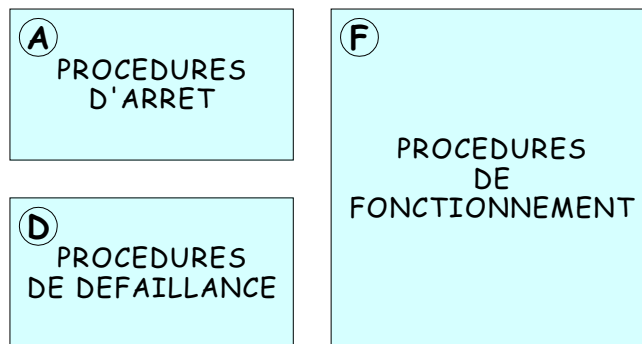 A
PROCEDURES
D'ARRET
D
PROCEDURES
DE DEFAILLANCE
F
PROCEDURES
DE
FONCTIONNEMENT